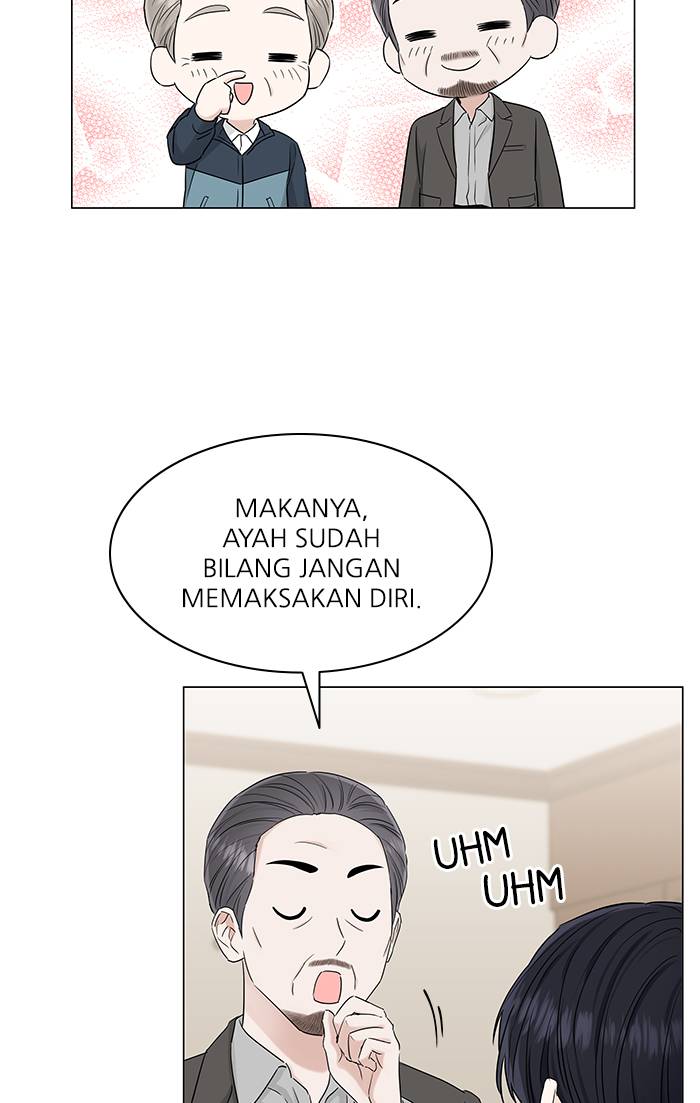 MAKANYA,
AYAH SUDAH
BILANG JANGAN
MEMAKSAKAN DIRI.
UHM
UHM